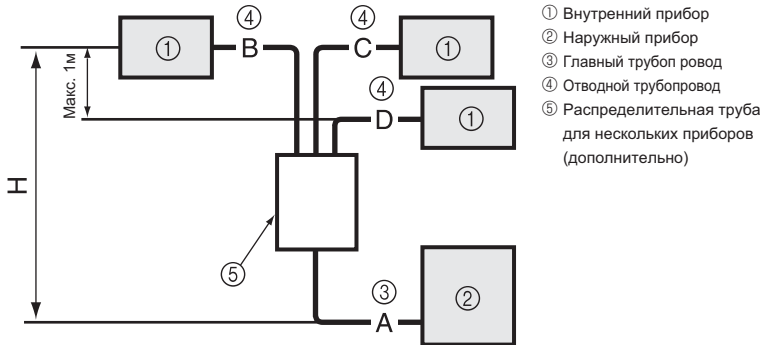 ④
④
①
B
C
①
Макс. 1м
④
D
①
H
⑤
③
A
②
① Внутренний прибор
② Наружный прибор
③ Главный трубоп ровод
④ Отводной трубопровод
⑤ Распределительная труба
для нескольких приборов
(дополнительно)